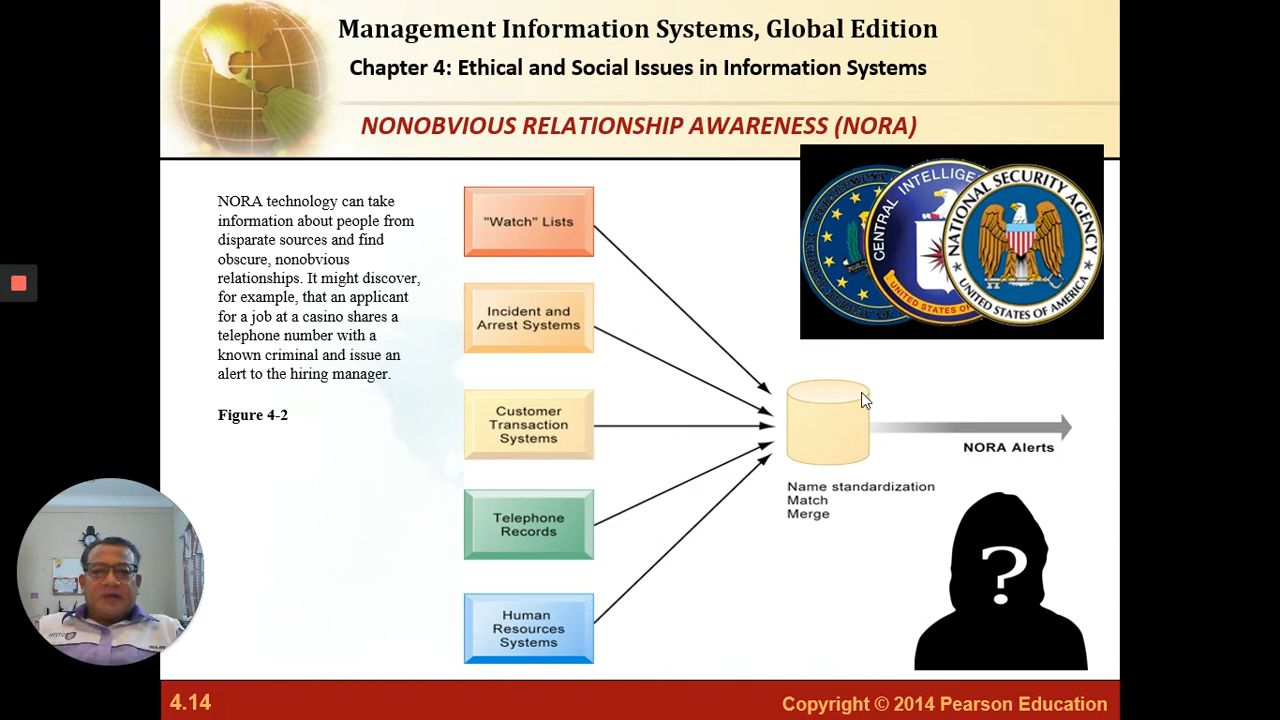 Management Information Systems, Global Edition
Chapter 4: Ethical and Social Issues in Information Systems
NONOBVIOUS RELATIONSHIP AWARENESS (NORA)
NORA technology can take
information about people from
disparate sources and find
obscure, nonobvious
relationships. It might discover,
for example, that an applicant
for a job at a casino shares a
telephone number with a
known criminal and issue an
alert to the hiring manager.
Figure 4-2
"Watch" Lists
Incident and
Arrest Systems
Customer
Transaction
Systems
Telephone
Records
Human
Resources
Systems
DEPARTMENT
CENTRAL INTELLIGE
UNITED STATES O
NATIONAL SECURITY AGENCY
UNITED STATES OF AMERICA
NORA Alerts
Name standardization
Match
Merge
?
4.14
Copyright © 2014 Pearson Education